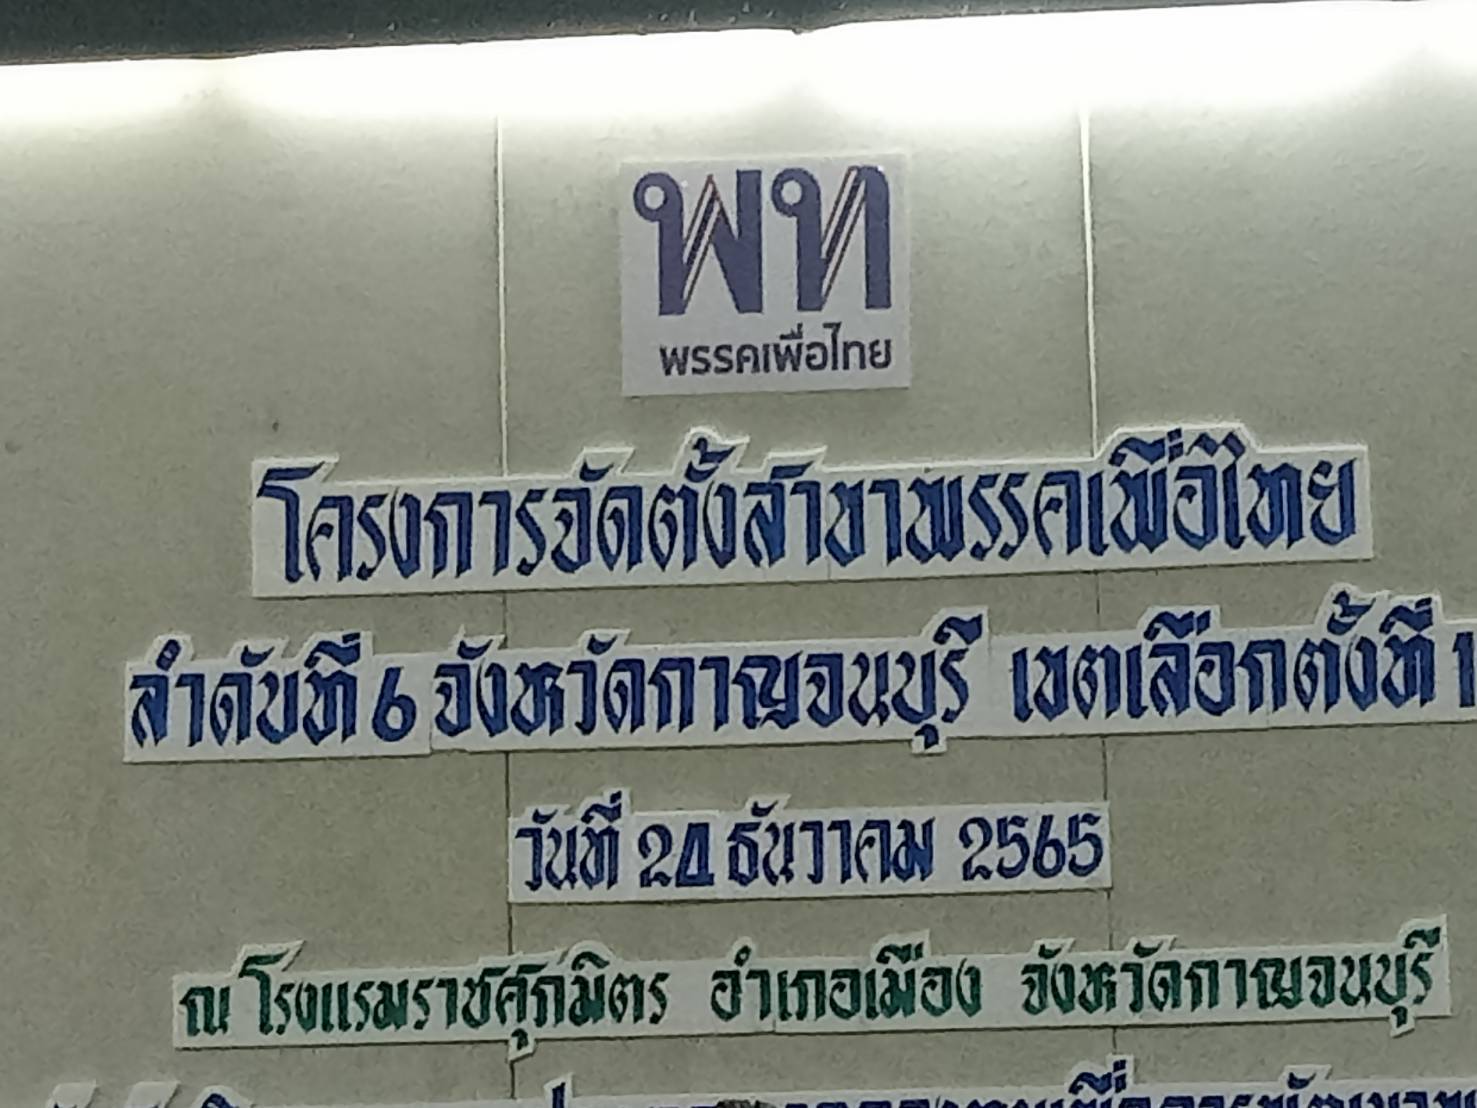 พท
พรรคเพื่อไทย
โครงการจัดตั้งสาขาพรรคเพื่อไทย
ลำดับที่ 6 จังหวัดกาญจนบุรี เขตเลือกตั้งที่ 1
วันที่ 24 ธันวาคม 2565
ณ โรงแรมราชศุภมิตร อำเภอเมือง จังหวัดกาญจนบุรี